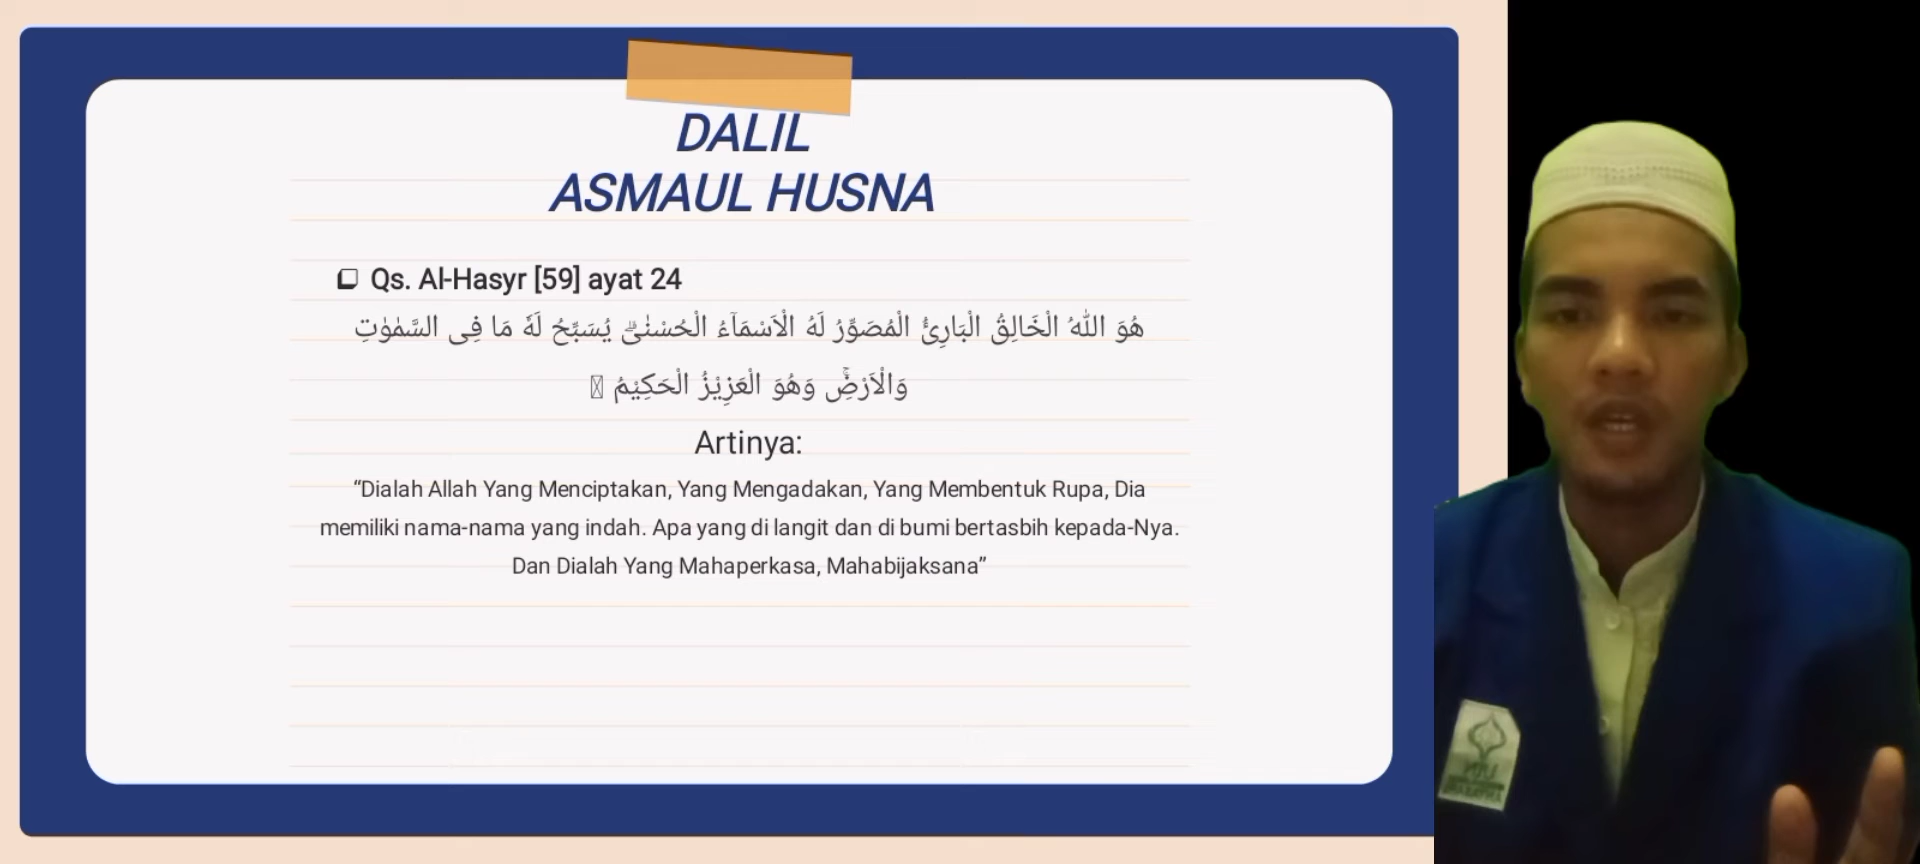 DALIL
ASMAUL HUSNA
Qs. Al-Hasyr [59] ayat 24
هُوَ اللّٰهُ الْخَالِقُ الْبَارِئُ الْمُصَوِّرُ لَهُ الْاَسْمَاۤءُ الْحُسْنٰىۗ يُسَبِّحُ لَهٗ مَا فِى السَّمٰوٰتِ
وَالْاَرْضِۚ وَهُوَ الْعَزِيْزُ الْحَكِيْمُ
Artinya:
“Dialah Allah Yang Menciptakan, Yang Mengadakan, Yang Membentuk Rupa, Dia
memiliki nama-nama yang indah. Apa yang di langit dan di bumi bertasbih kepada-Nya.
Dan Dialah Yang Mahaperkasa, Mahabijaksana”